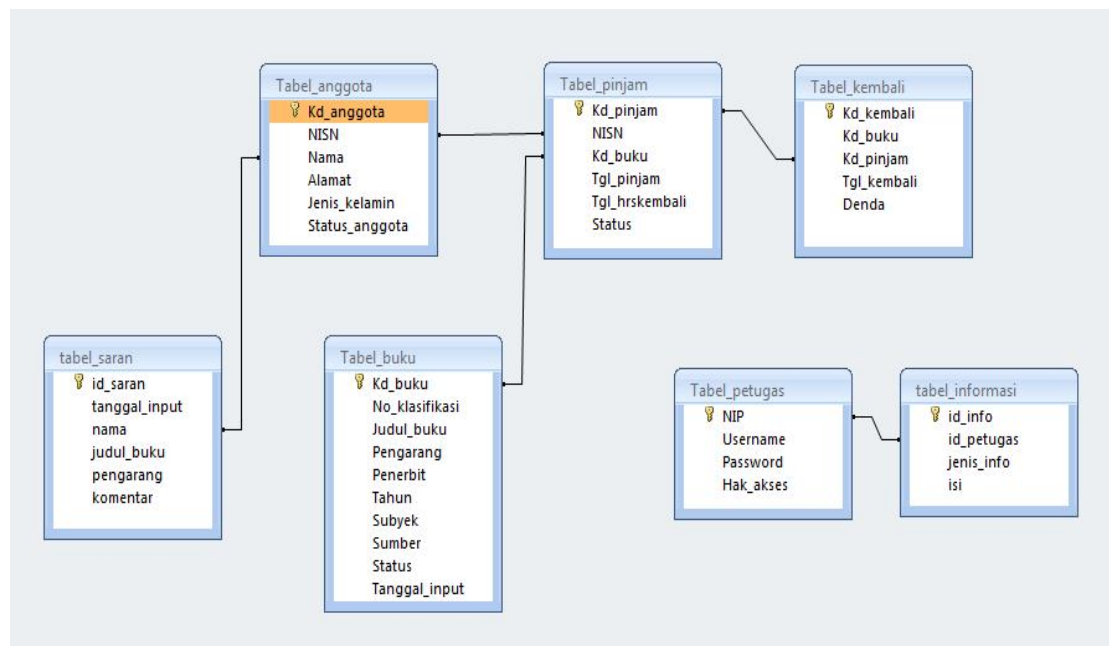 Tabel_anggota
Kd_anggota
NISN
Nama
Alamat
Jenis_kelamin
Status_anggota
Tabel_pinjam
Kd_pinjam
NISN
Kd_buku
Tgl_pinjam
Tgl_hrskembali
Status
Tabel_kembali
Kd_kembali
Kd_buku
Kd_pinjam
Tgl_kembali
Denda
tabel_saran
id_saran
tanggal_input
nama
judul_buku
pengarang
komentar
Tabel_buku
Kd_buku
No_klasifikasi
Judul_buku
Pengarang
Penerbit
Tahun
Subyek
Sumber
Status
Tanggal_input
Tabel_petugas
NIP
Username
Password
Hak_akses
tabel_informasi
id_info
id_petugas
jenis_info
isi